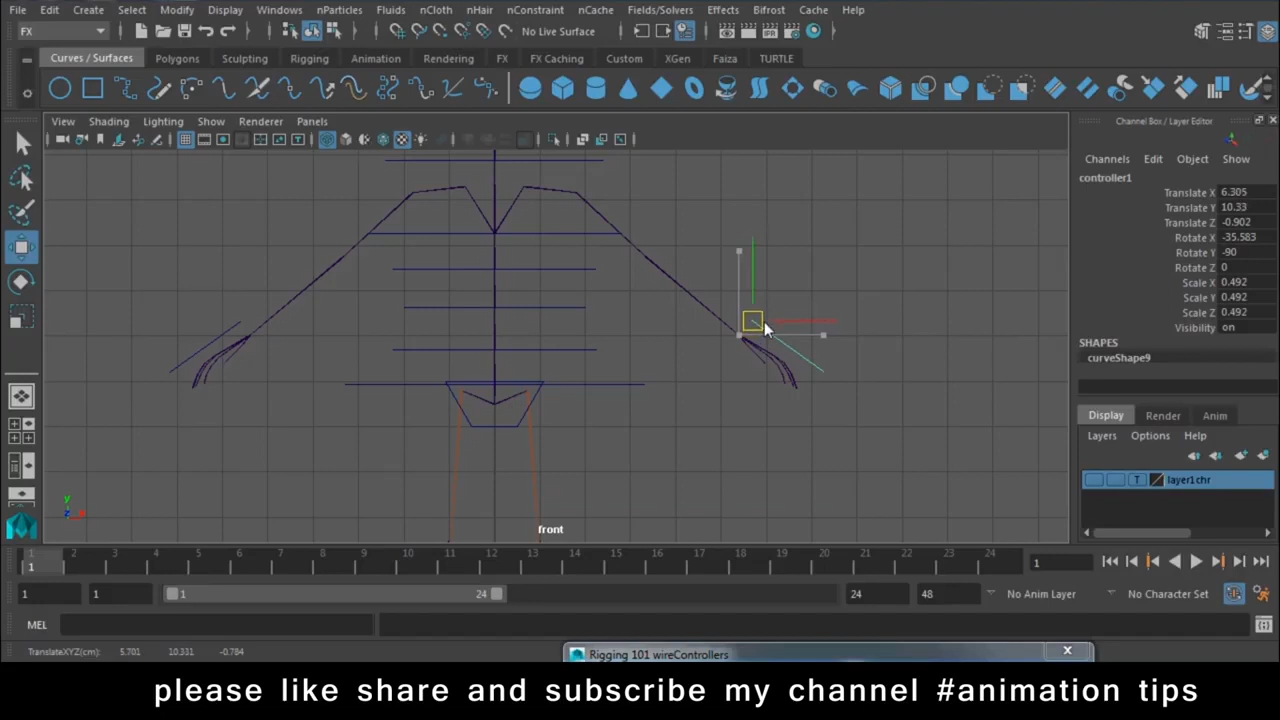 File Edit Create Select Modify Display Windows nParticles Fluids nCloth nHair nConstraint nCache Fields/Solvers Effects Bifrost Cache Help
FX
No Live Surface
Curves / Surfaces Polygons Sculpting Rigging Animation Rendering FX FX Caching Custom XGen Faiza TURTLE
View Shading Lighting Show Renderer Panels
Channel Box / Layer Editor
Channels Edit Object Show
controller1
Translate X 6.305
Translate Y 10.33
Translate Z -0.902
Rotate X -35.583
Rotate Y -90
Rotate Z 0
Scale X 0.492
Scale Y 0.492
Scale Z 0.492
Visibility on
SHAPES
curveShape9
Display Render Anim
Layers Options Help
T layer1chr
y
z x
front
1 2 3 4 5 6 7 8 9 10 11 12 13 14 15 16 17 18 19 20 21 22 23 24
1
1
1 1 1 24 24 48 No Anim Layer No Character Set
MEL
TranslateXYZ(cm): 5.701 10.331 -0.784
Rigging 101 wireControllers
please like share and subscribe my channel #animation tips